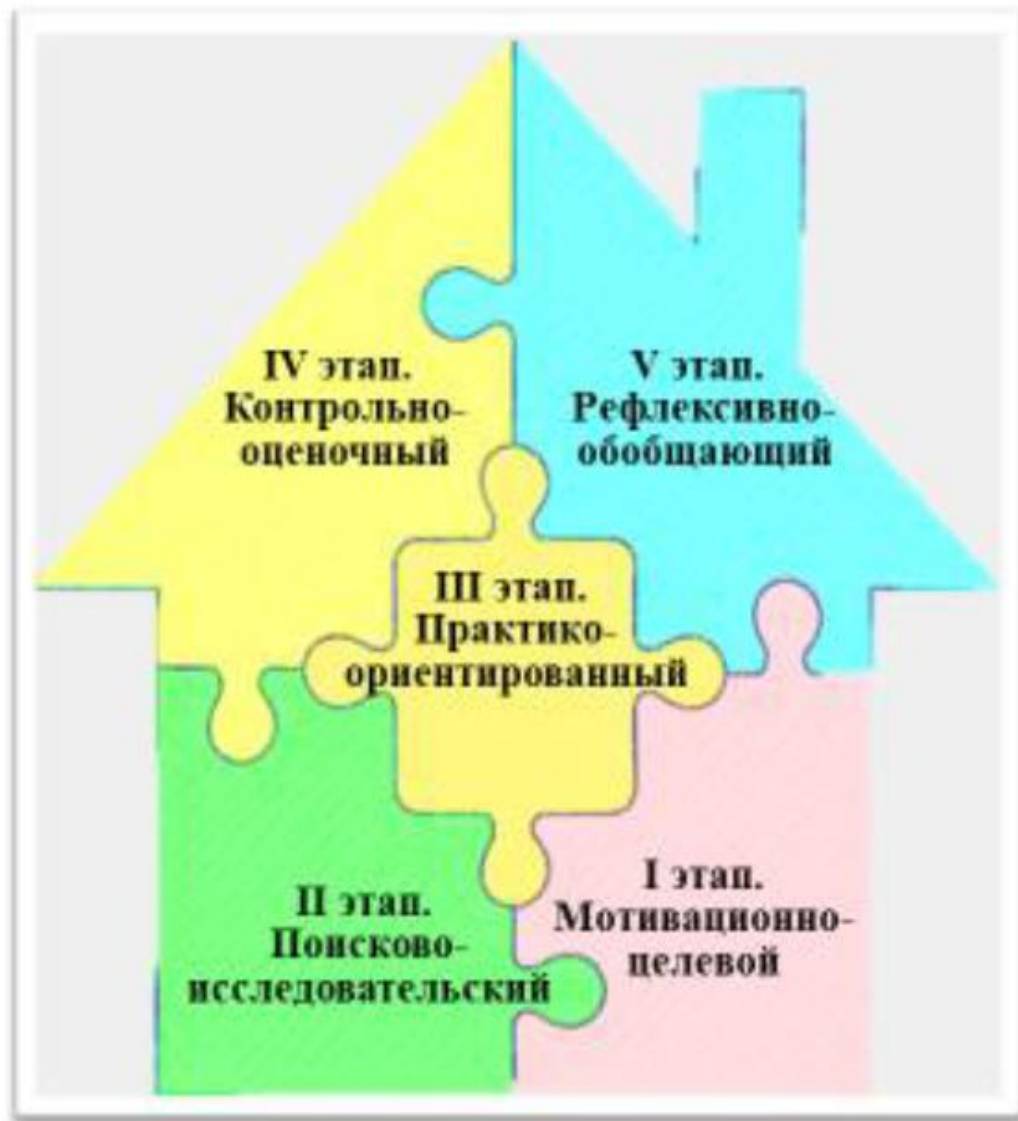 IV этап.
Контрольно-
оценочный
V этап.
Рефлексивно-
обобщающий
III этап.
Практико-
ориентированный
II этап.
Поисково-
исследовательский
I этап.
Мотивационно-
целевой